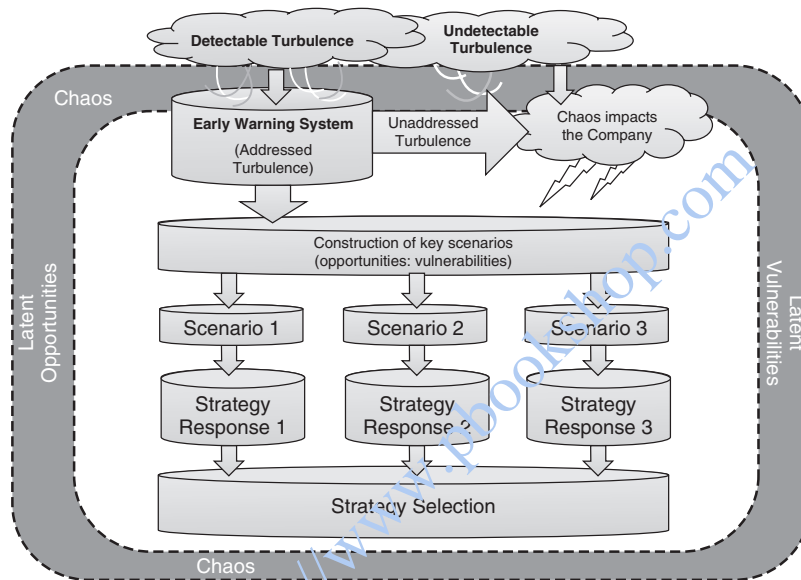 Detectable Turbulence
Undetectable
Turbulence
Chaos
Early Warning System
(Addressed
Turbulence)
Unaddressed
Turbulence
Chaos impacts
the Company
Construction of key scenarios
(opportunities: vulnerabilities)
Scenario 1
Scenario 2
Scenario 3
Latent
Opportunities
Latent
Vulnerabilities
Strategy
Response 1
Strategy
Response 2
Strategy
Response 3
Strategy Selection
Chaos
//www.pbookshop.com